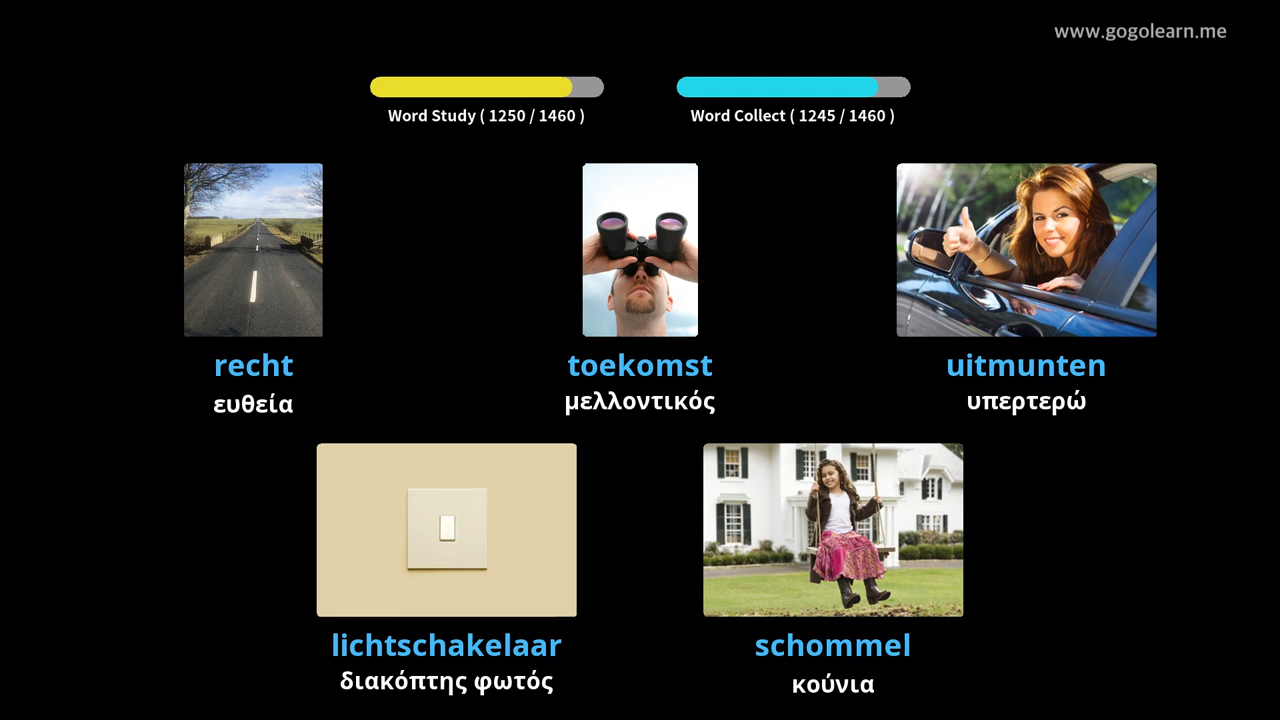 www.gogolearn.me
Word Study ( 1250 / 1460 )
Word Collect ( 1245 / 1460 )
recht
ευθεία
toekomst
μελλοντικός
uitmunten
υπερτερώ
lichtschakelaar
διακόπτης φωτός
schommel
κούνια